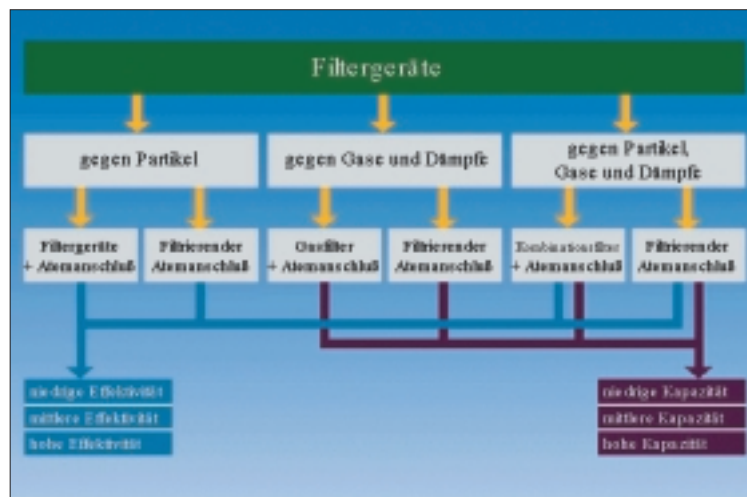 Filtergeräte
gegen Partikel
gegen Gase und Dämpfe
gegen Partikel,
Gase und Dämpfe
Filtergeräte
+ Atemanschluß
Filtrierender
Atemanschluß
Gasfilter
+ Atemanschluß
Filtrierender
Atemanschluß
Kombinationsfilter
+ Atemanschluß
Filtrierender
Atemanschluß
niedrige Effektivität
mittlere Effektivität
hohe Effektivität
niedrige Kapazität
mittlere Kapazität
hohe Kapazität